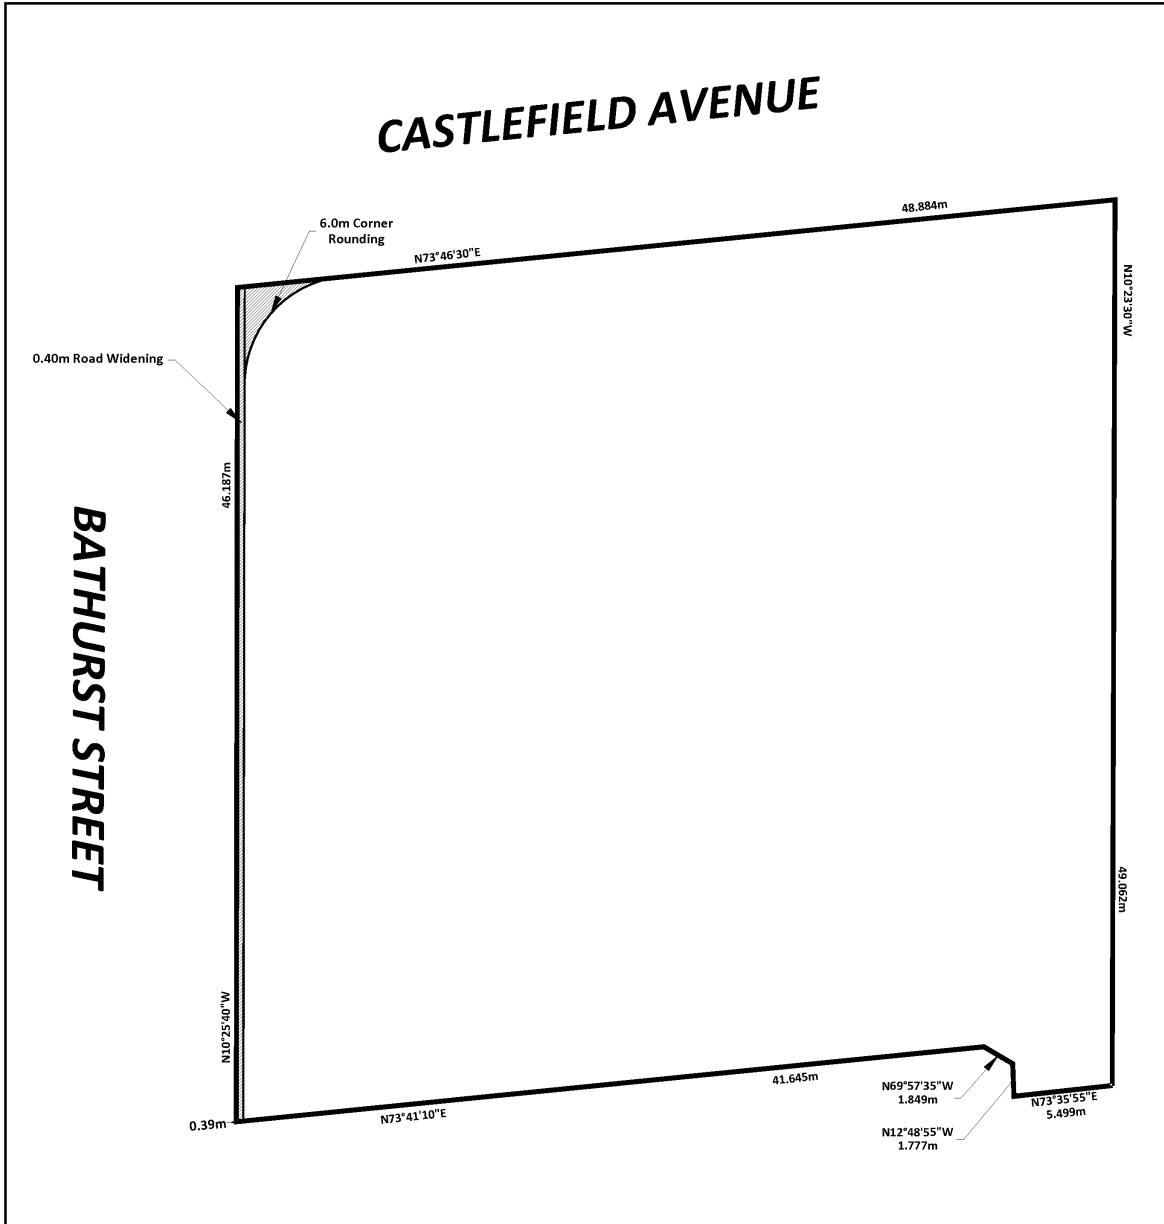 CASTLEFIELD AVENUE
48.884m
6.0m Corner
Rounding
N73°46'30"E
N10°23'30"W
0.40m Road Widening
46.187m
BATHURST STREET
49.062m
N10°25'40"W
41.645m
N69°57'35"W
1.849m
N73°35'55"E
5.499m
0.39m
N73°41'10"E
N12°48'55"W
1.777m